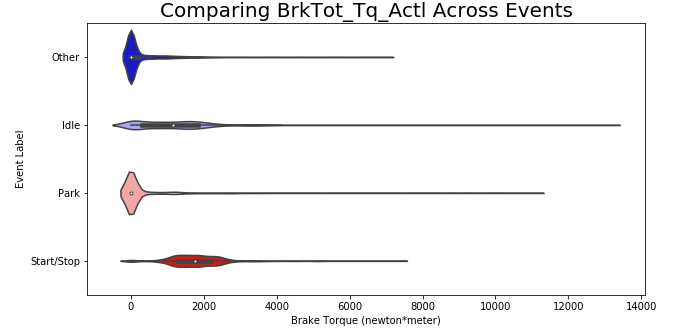 Comparing BrkTot_Tq_Actl Across Events
Other
Idle
Park
Start/Stop
Event Label
0 2000 4000 6000 8000 10000 12000 14000
Brake Torque (newton*meter)